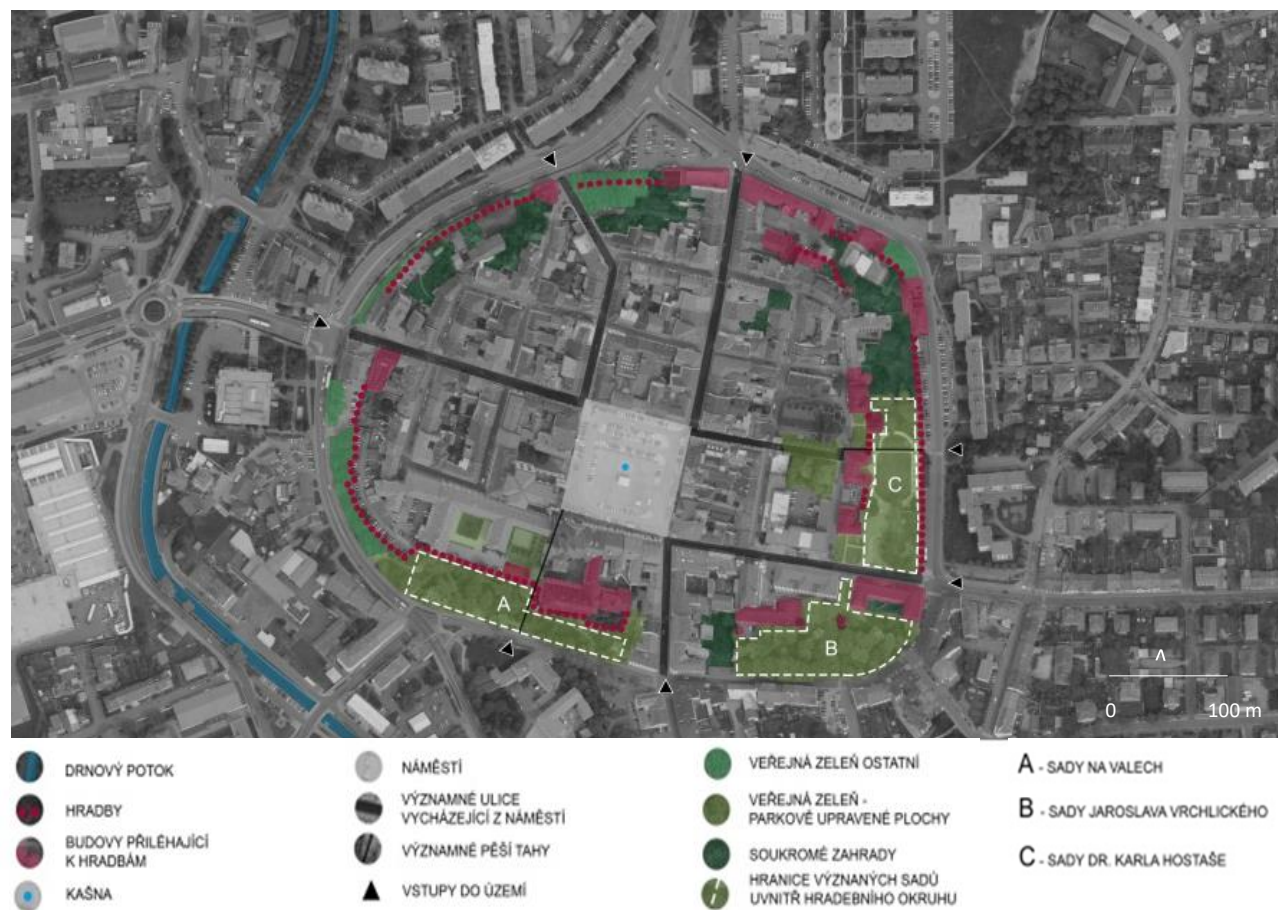 A
B
C
^
0 100 m
DRNOVÝ POTOK
HRADBY
BUDOVY PŘILÉHAJÍCÍ
K HRADBÁM
KAŠNA
NÁMĚSTÍ
VÝZNAMNÉ ULICE
VYCHÁZEJÍCÍ Z NÁMĚSTÍ
VÝZNAMNÉ PĚŠÍ TAHY
VSTUPY DO ÚZEMÍ
VEŘEJNÁ ZELEŇ OSTATNÍ
VEŘEJNÁ ZELEŇ -
PARKOVĚ UPRAVENÉ PLOCHY
SOUKROMÉ ZAHRADY
HRANICE VÝZNANÝCH SADŮ
UVNITŘ HRADEBNÍHO OKRUHU
A - SADY NA VALECH
B - SADY JAROSLAVA VRCHLICKÉHO
C - SADY DR. KARLA HOSTAŠE